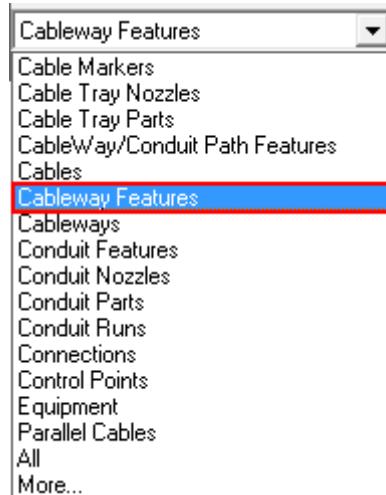 Cableway Features
Cable Markers
Cable Tray Nozzles
Cable Tray Parts
CableWay/Conduit Path Features
Cables
Cableway Features
Cableways
Conduit Features
Conduit Nozzles
Conduit Parts
Conduit Runs
Connections
Control Points
Equipment
Parallel Cables
All
More...